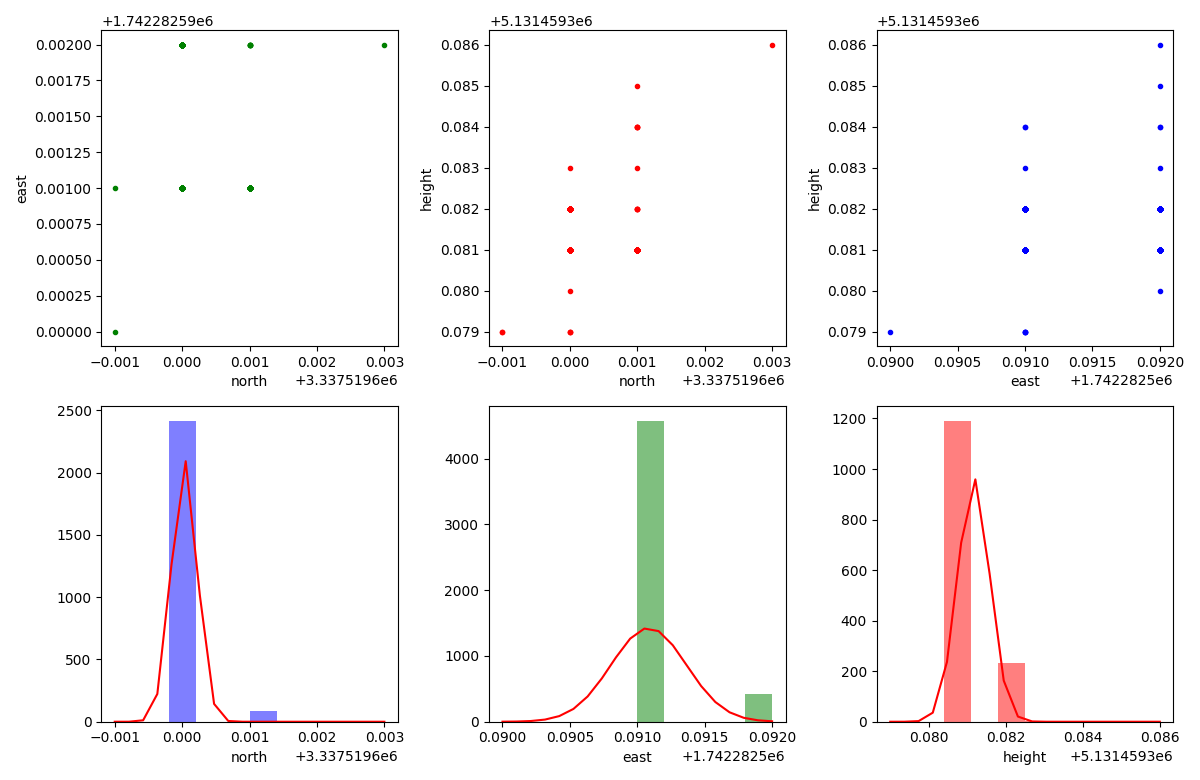 +1.74228259e6 +5.1314593e6 +5.1314593e6
0.00200
0.00175
0.00150
0.00125
0.00100
0.00075
0.00050
0.00025
0.00000
east
−0.001 0.000 0.001 0.002 0.003
north +3.3375196e6
0.086
0.085
0.084
0.083
0.082
0.081
0.080
0.079
height
−0.001 0.000 0.001 0.002 0.003
north +3.3375196e6
0.086
0.085
0.084
0.083
0.082
0.081
0.080
0.079
height
0.0900 0.0905 0.0910 0.0915 0.0920
east +1.7422825e6
2500
2000
1500
1000
500
0
−0.001 0.000 0.001 0.002 0.003
north +3.3375196e6
4000
3000
2000
1000
0
0.0900 0.0905 0.0910 0.0915 0.0920
east +1.7422825e6
1200
1000
800
600
400
200
0
0.080 0.082 0.084 0.086
height +5.1314593e6